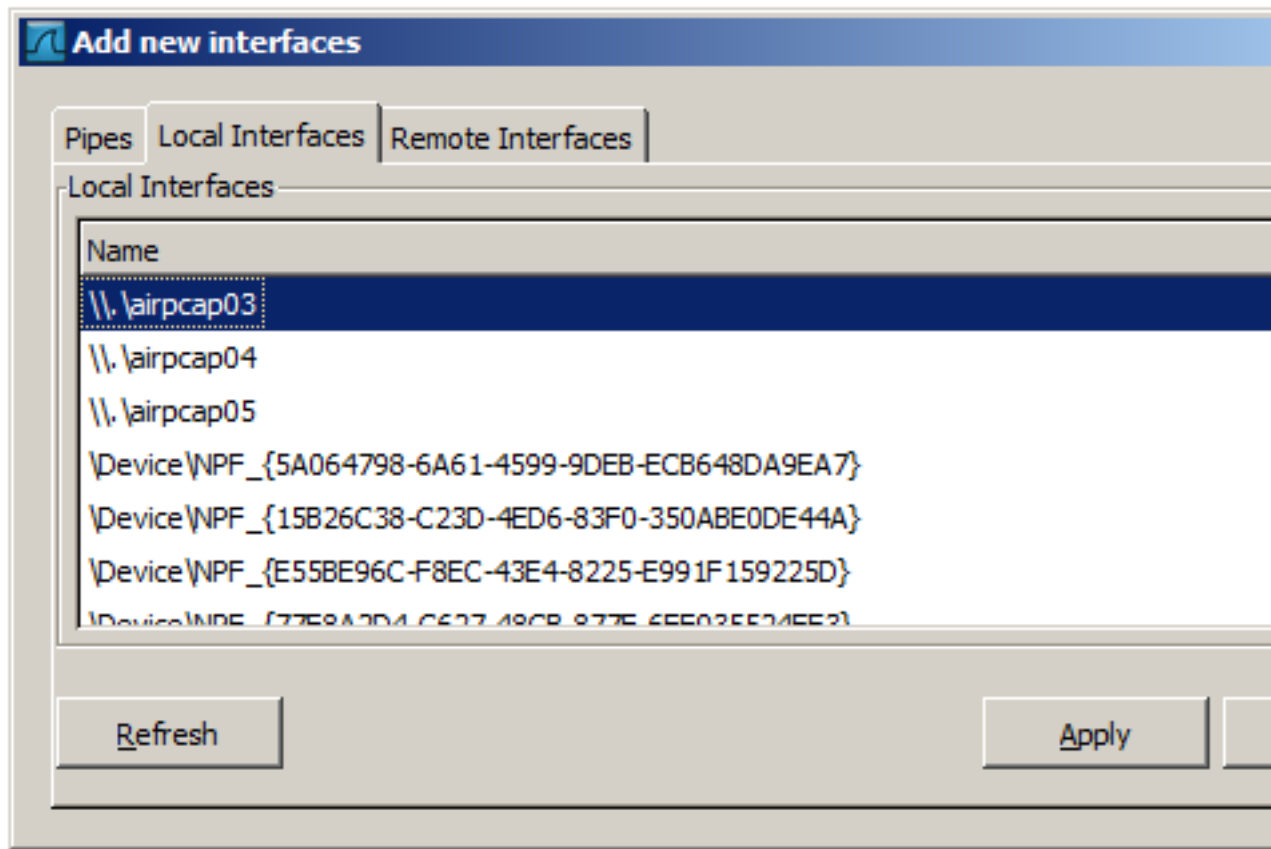 Add new interfaces
Pipes Local Interfaces Remote Interfaces
Local Interfaces
Name
\\.\airpcap03
\\.\airpcap04
\\.\airpcap05
\Device\NPF_{5A064798-6A61-4599-9DEB-ECB648DA9EA7}
\Device\NPF_{15B26C38-C23D-4ED6-83F0-350ABE0DE44A}
\Device\NPF_{E55BE96C-F8EC-43E4-8225-E991F159225D}
Refresh Apply